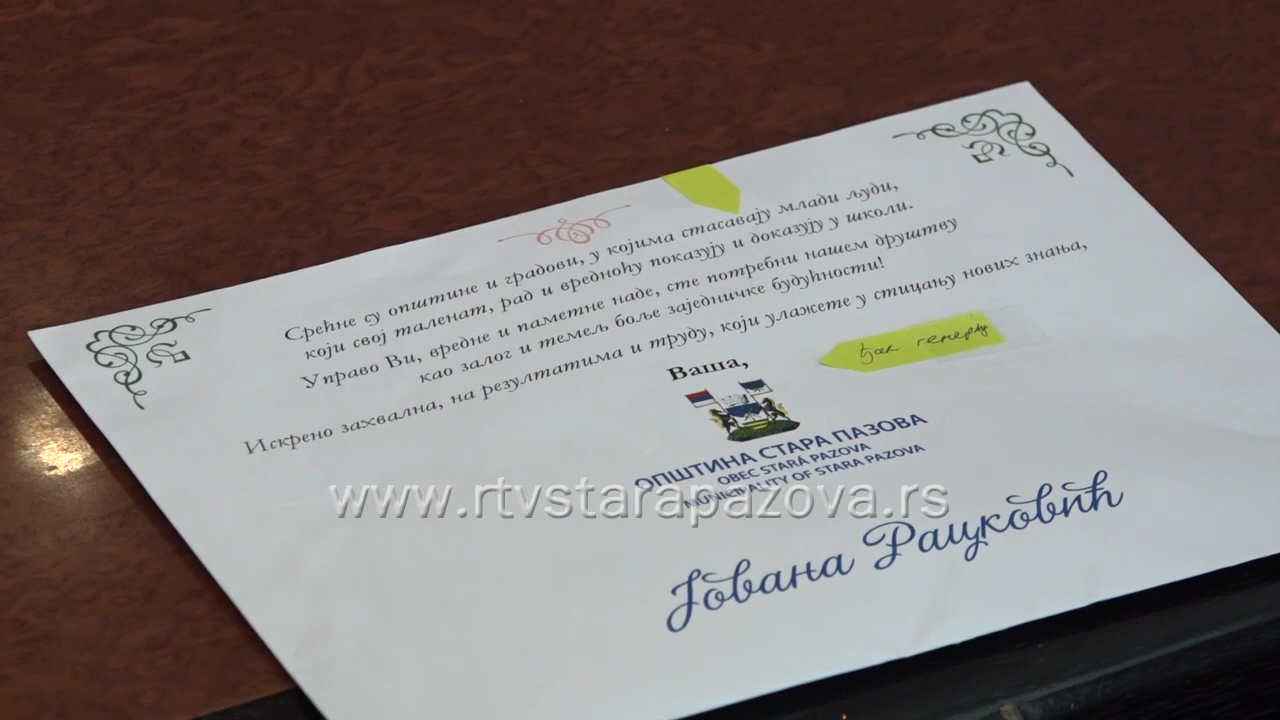 Срећне су општине и градови, у којима стасавају млади људи,
који свој таленат, рад и вредноћу показују и доказују у школи.
Управо Ви, вредне и паметне наде, сте потребни нашем друштву
као залог и темељ боље заједничке будућности!
Искрено захвална, на резултатима и труду, који улажете у стицању нових знања,
Ваша,
ђак
ОПШТИНА СТАРА ПАЗОВА
OBEC STARÁ PAZOVA
MUNICIPALITY OF STARA PAZOVA
www.rtvstarapazova.rs
Јована Рацковић